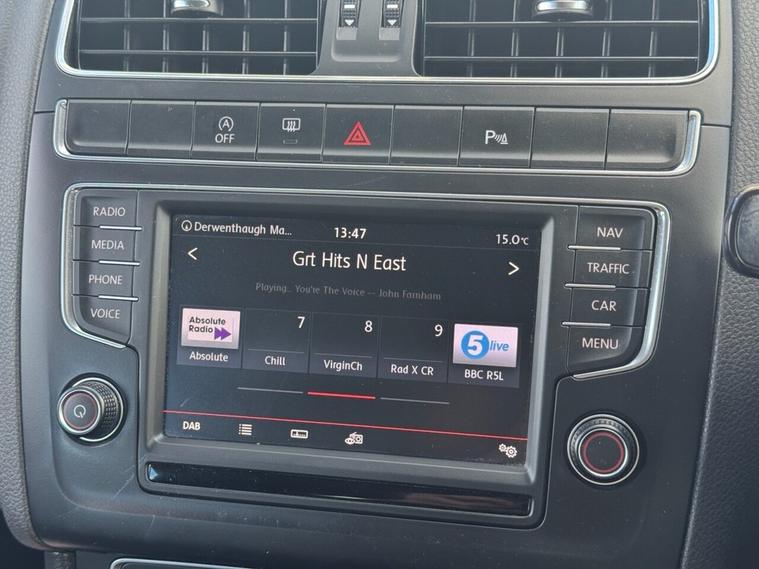 A
OFF
P
RADIO
MEDIA
PHONE
VOICE
Derwenthaugh Ma... 13:47 15.0°C
< Grt Hits N East >
Playing.. You're The Voice -- John Farnham
Absolute Radio
Absolute
7
Chill
8
VirginCh
9
Rad X CR
5 live
BBC R5L
DAB
NAV
TRAFFIC
CAR
MENU